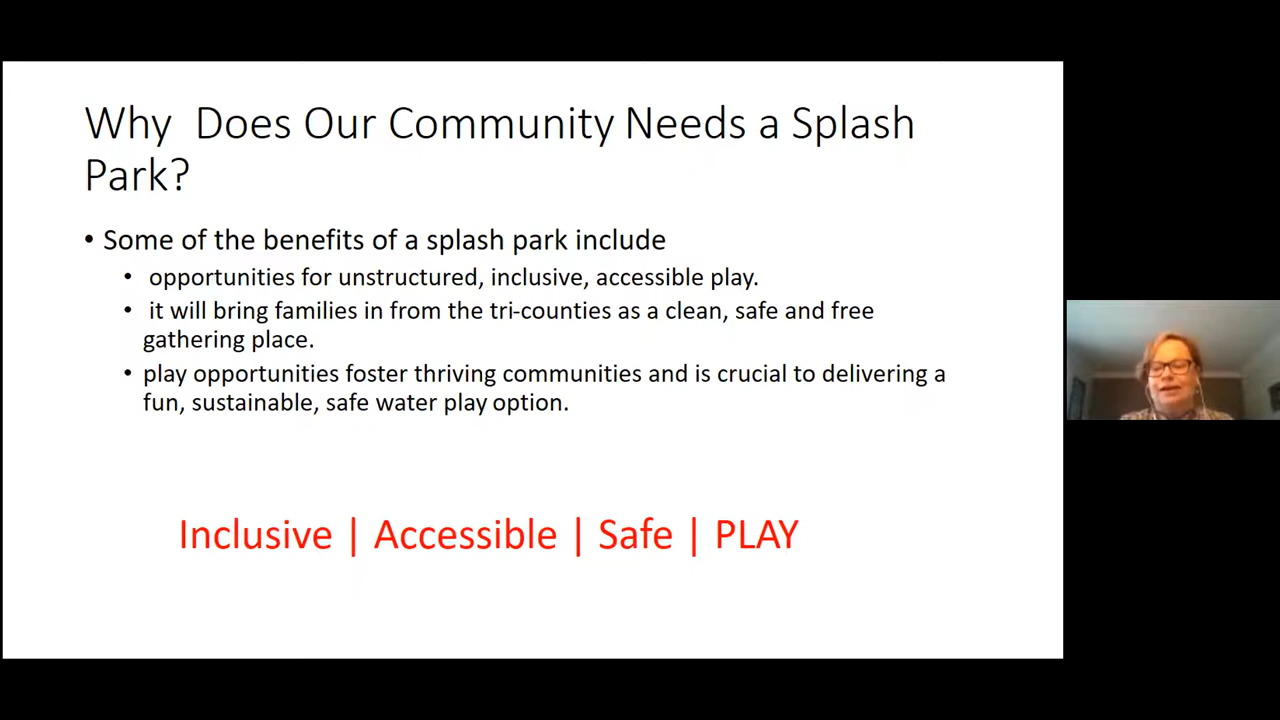 Why  Does Our Community Needs a Splash
Park?
• Some of the benefits of a splash park include
• opportunities for unstructured, inclusive, accessible play.
• it will bring families in from the tri-counties as a clean, safe and free
gathering place.
• play opportunities foster thriving communities and is crucial to delivering a
fun, sustainable, safe water play option.
Inclusive | Accessible | Safe | PLAY